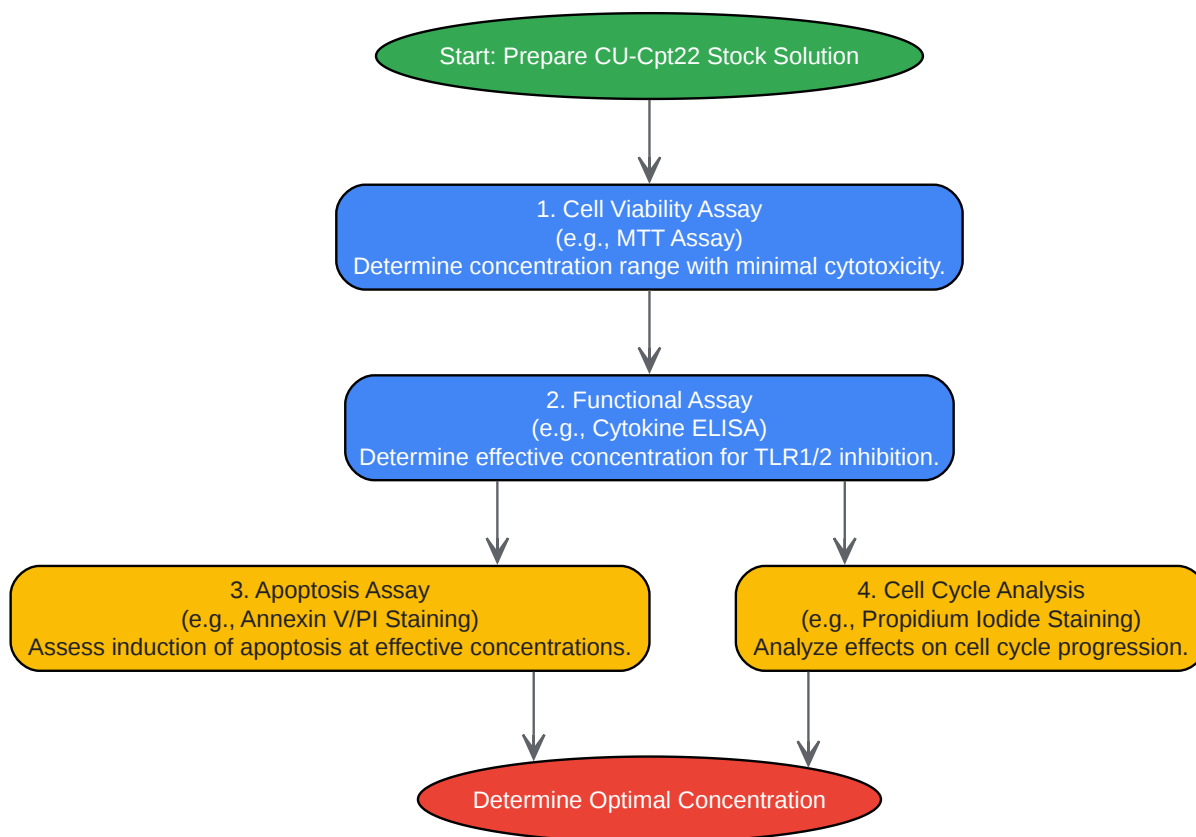 Start: Prepare CU-Cpt22 Stock Solution
1. Cell Viability Assay
(e.g., MTT Assay)
Determine concentration range with minimal cytotoxicity.
2. Functional Assay
(e.g., Cytokine ELISA)
Determine effective concentration for TLR1/2 inhibition.
3. Apoptosis Assay
(e.g., Annexin V/PI Staining)
Assess induction of apoptosis at effective concentrations.
4. Cell Cycle Analysis
(e.g., Propidium Iodide Staining)
Analyze effects on cell cycle progression.
Determine Optimal Concentration